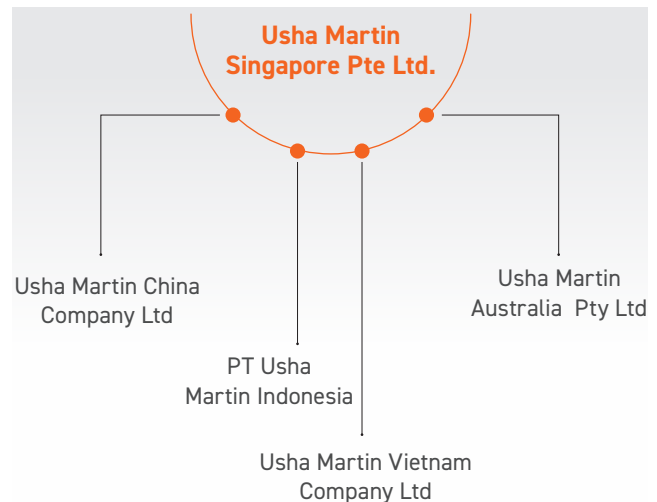 Usha Martin
Singapore Pte Ltd.
Usha Martin China
Company Ltd
Usha Martin
Australia Pty Ltd
PT Usha
Martin Indonesia
Usha Martin Vietnam
Company Ltd